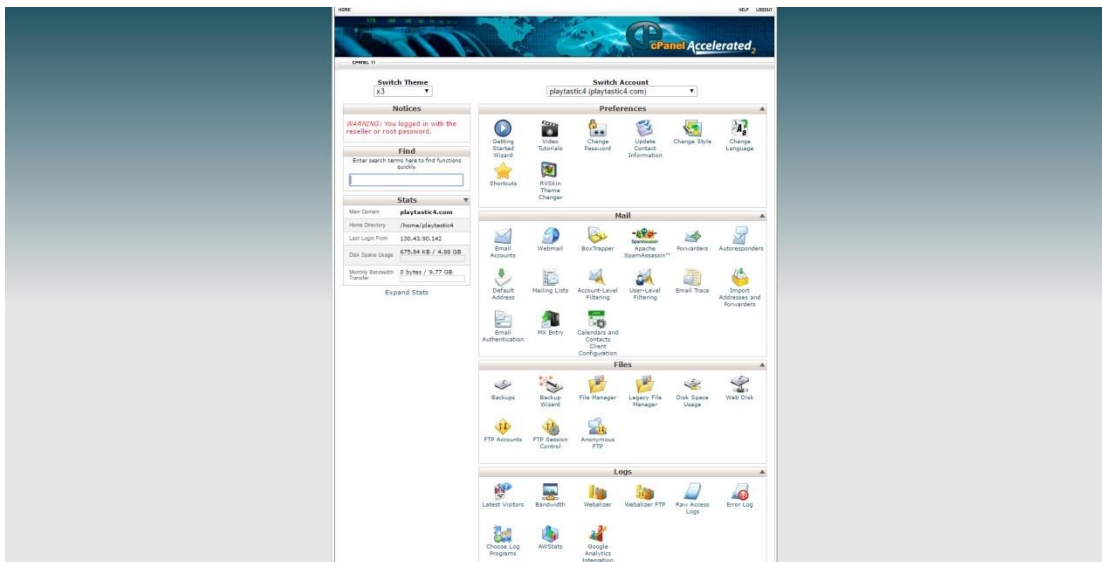 HOME
HELP LOGOUT
cP
cPanel Accelerated2
CPANEL 11
Switch Theme
x3
Switch Account
playtastic4 (playtastic4.com)
Notices
WARNING: You logged in with the
reseller or root password.
Find
Enter search terms here to find functions
quickly.
Stats
Main Domain playtastic4.com
Home Directory /home/playtastic4
Last Login From 130.43.90.142
Disk Space Usage 675.84 KB / 4.88 GB
Monthly Bandwidth 0 bytes / 9.77 GB
Transfer
Expand Stats
Preferences
Getting
Started
Wizard
Video
Tutorials
Change
Password
Update
Contact
Information
Change Style
Change
Language
Shortcuts
RVSkin
Theme
Changer
Mail
Email
Accounts
Webmail
BoxTrapper
SpamAssassin
Apache
SpamAssassin™
Forwarders
Autoresponders
Default
Address
Mailing Lists
Account-Level
Filtering
User-Level
Filtering
Email Trace
Import
Addresses and
Forwarders
Email
Authentication
MX Entry
Calendars and
Contacts
Client
Configuration
Files
Backups
Backup
Wizard
File Manager
Legacy File
Manager
Disk Space
Usage
Web Disk
FTP Accounts
FTP Session
Control
Anonymous
FTP
Logs
Latest Visitors
Bandwidth
Webalizer
Webalizer FTP
Raw Access
Logs
Error Log
Choose Log
Programs
AWStats
Google
Analytics
Integration